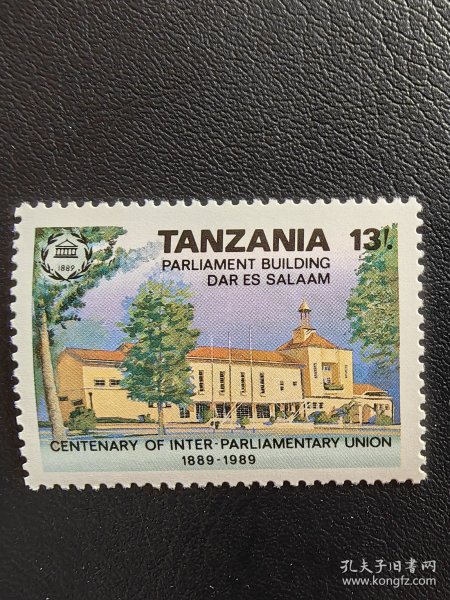 TANZANIA 13/.
PARLIAMENT BUILDING
DAR ES SALAAM
1889
CENTENARY OF INTER-PARLIAMENTARY UNION
1889-1989
孔夫子旧书网
www.kongfz.com